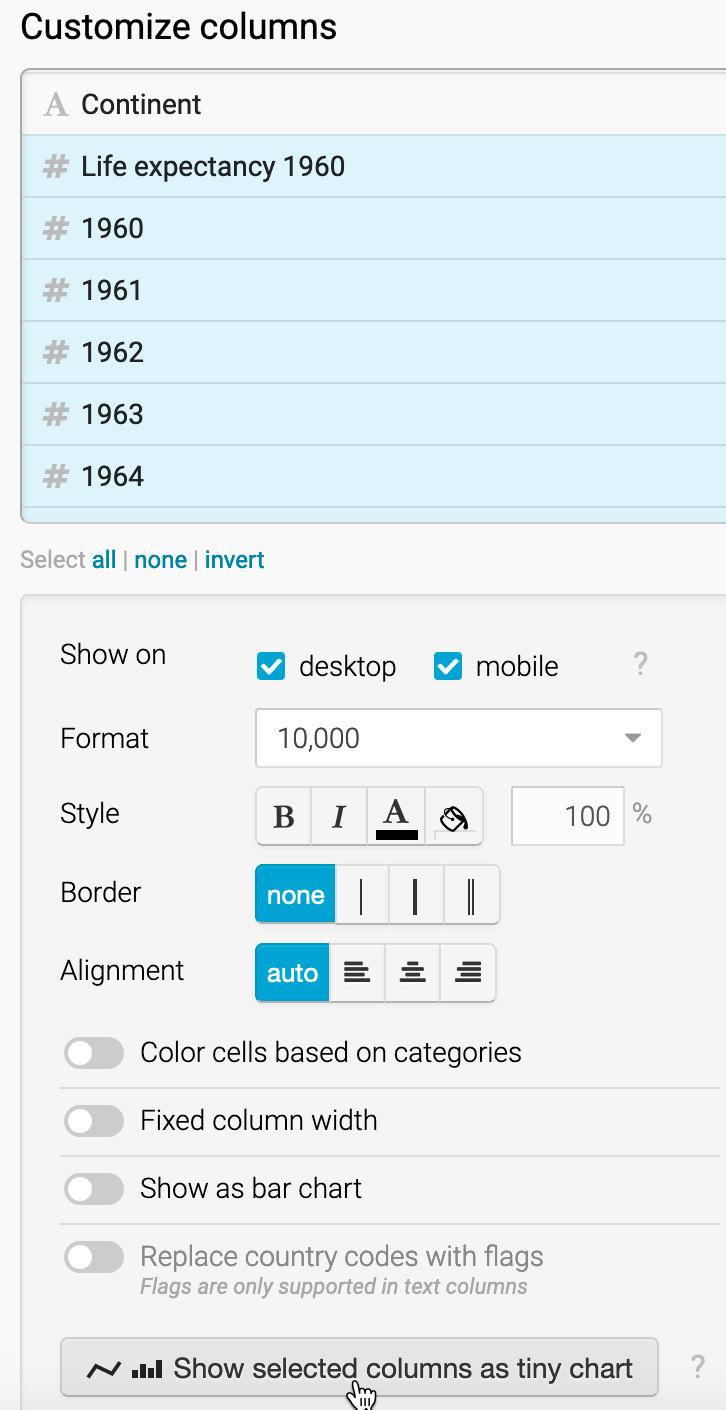 Customize columns
A Continent
# Life expectancy 1960
# 1960
# 1961
# 1962
# 1963
# 1964
Select all | none | invert
Show on desktop mobile ?
Format 10,000
Style B I A 100 %
Border none
Alignment auto
Color cells based on categories
Fixed column width
Show as bar chart
Replace country codes with flags
Flags are only supported in text columns
Show selected columns as tiny chart ?